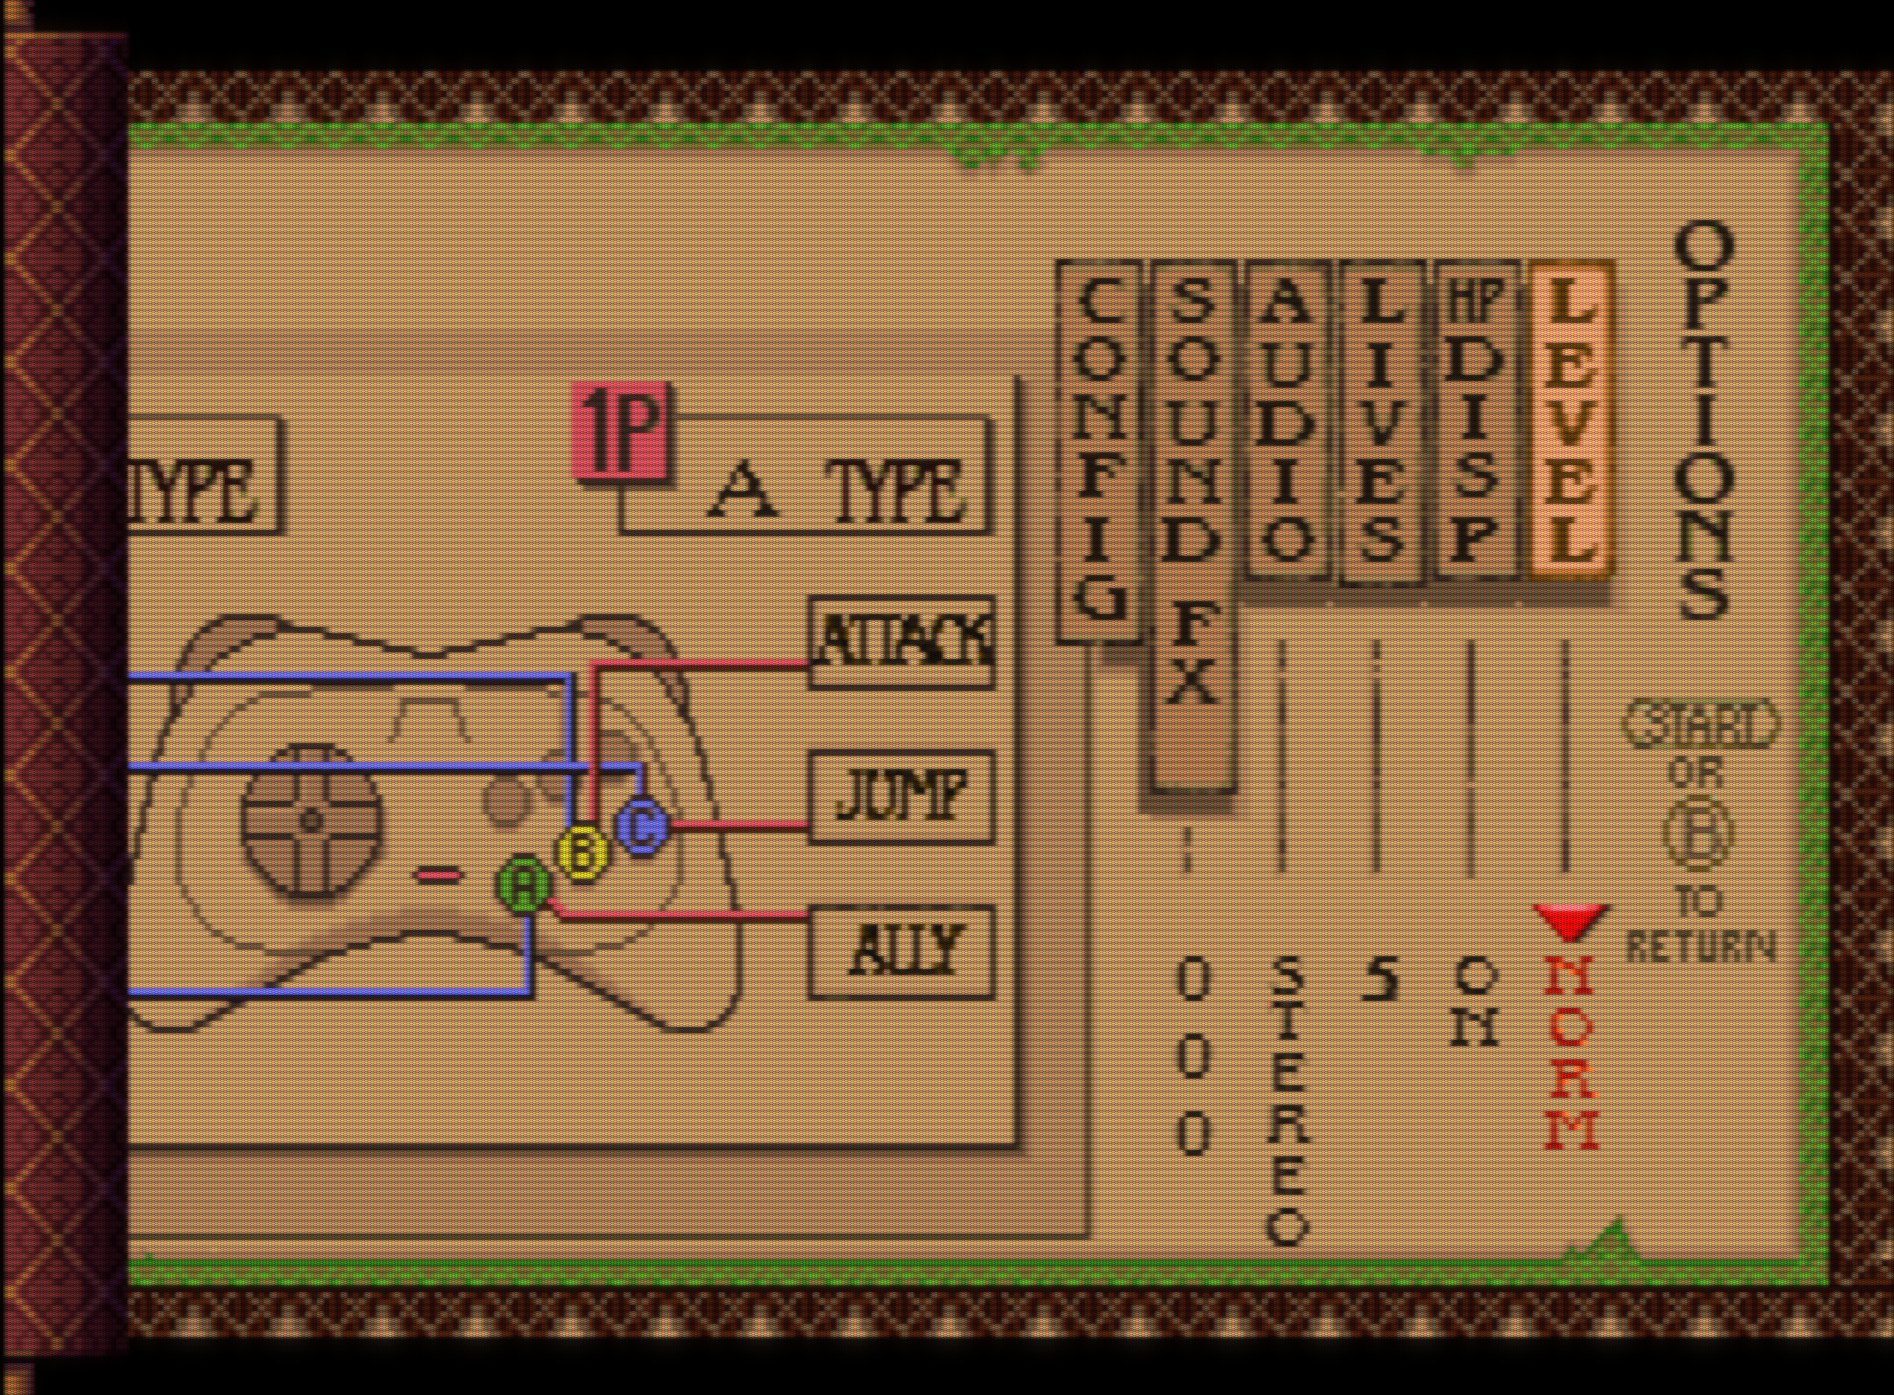 OPTIONS
LEVEL
NORM
HP DISP
ON
LIVES
5
AUDIO
STEREO
SOUND FX
000
CONFIG
START
OR
B
TO
RETURN
1P
A TYPE
TYPE
ATTACK
JUMP
ALLY
C
B
A